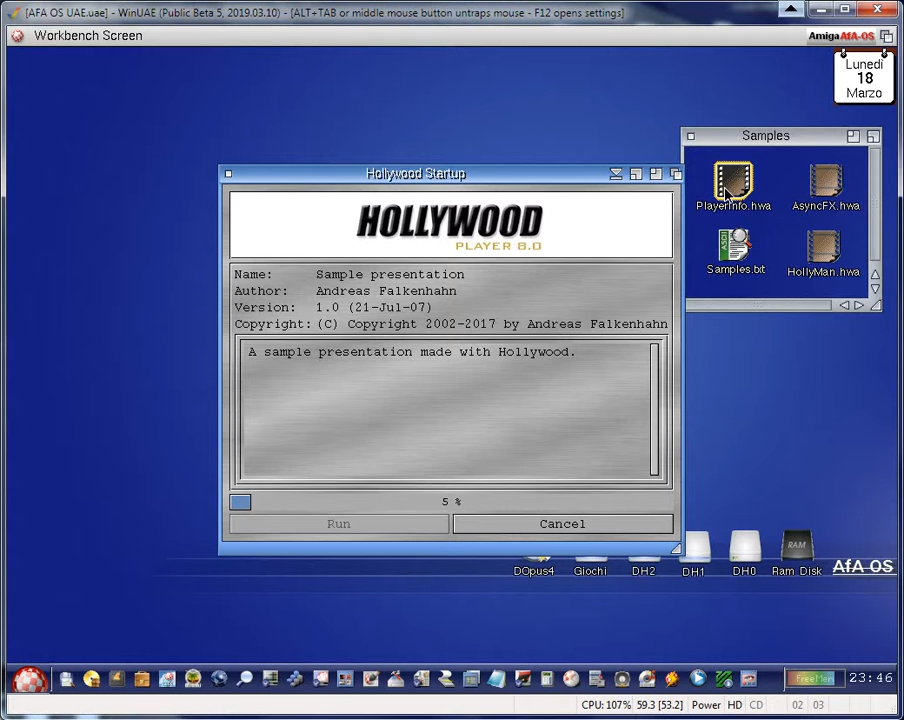 [AFA OS UAE.uae] - WinUAE (Public Beta 5, 2019.03.10) - [ALT+TAB or middle mouse button untraps mouse - F12 opens settings]
Workbench Screen
Amiga AfA-OS
Lunedì
18
Marzo
Samples
PlayerInfo.hwa
AsyncFX.hwa
ASCII
Samples.txt
HollyMan.hwa
Hollywood Startup
HOLLYWOOD
PLAYER 8.0
Name: Sample presentation
Author: Andreas Falkenhahn
Version: 1.0 (21-Jul-07)
Copyright: (C) Copyright 2002-2017 by Andreas Falkenhahn
A sample presentation made with Hollywood.
5 %
Run
Cancel
RAM
DOpus4
Giochi
DH2
DH1
DH0
Ram Disk
AfA OS
FreeMem
23:46
CPU: 107% 59.3 [53.2]
Power
HD
CD
02
03